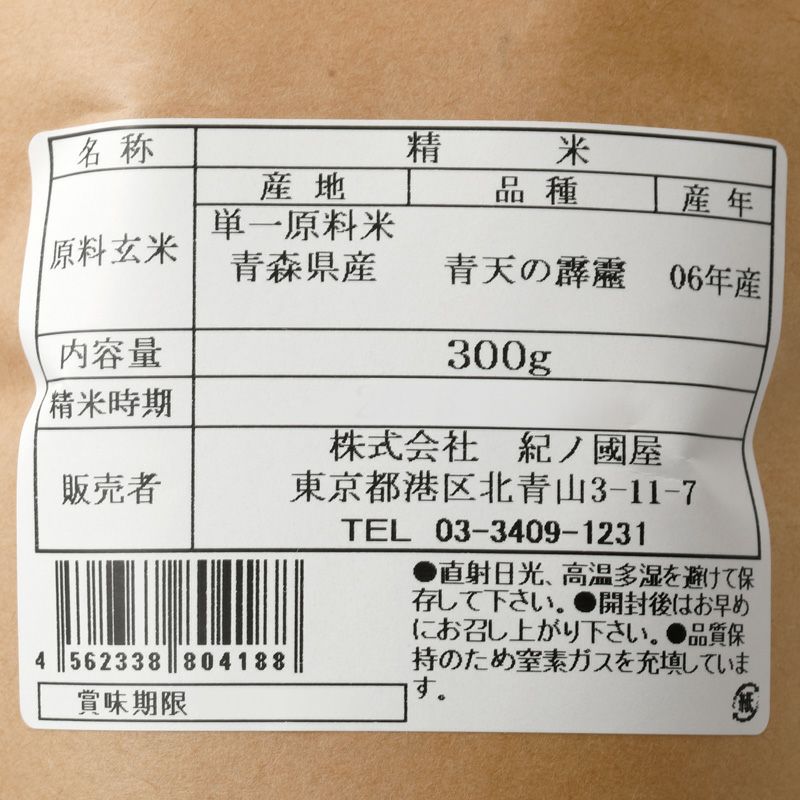 名称 精米
産地 品種 産年
原料玄米
単一原料米
青森県産 青天の霹靂 06年産
内容量 300g
精米時期
販売者
株式会社 紀ノ國屋
東京都港区北青山3-11-7
TEL 03-3409-1231
●直射日光、高温多湿を避けて保
存して下さい。●開封後はお早め
にお召し上がり下さい。●品質保
持のため窒素ガスを充填していま
す。
4 562338 804188
賞味期限
紙